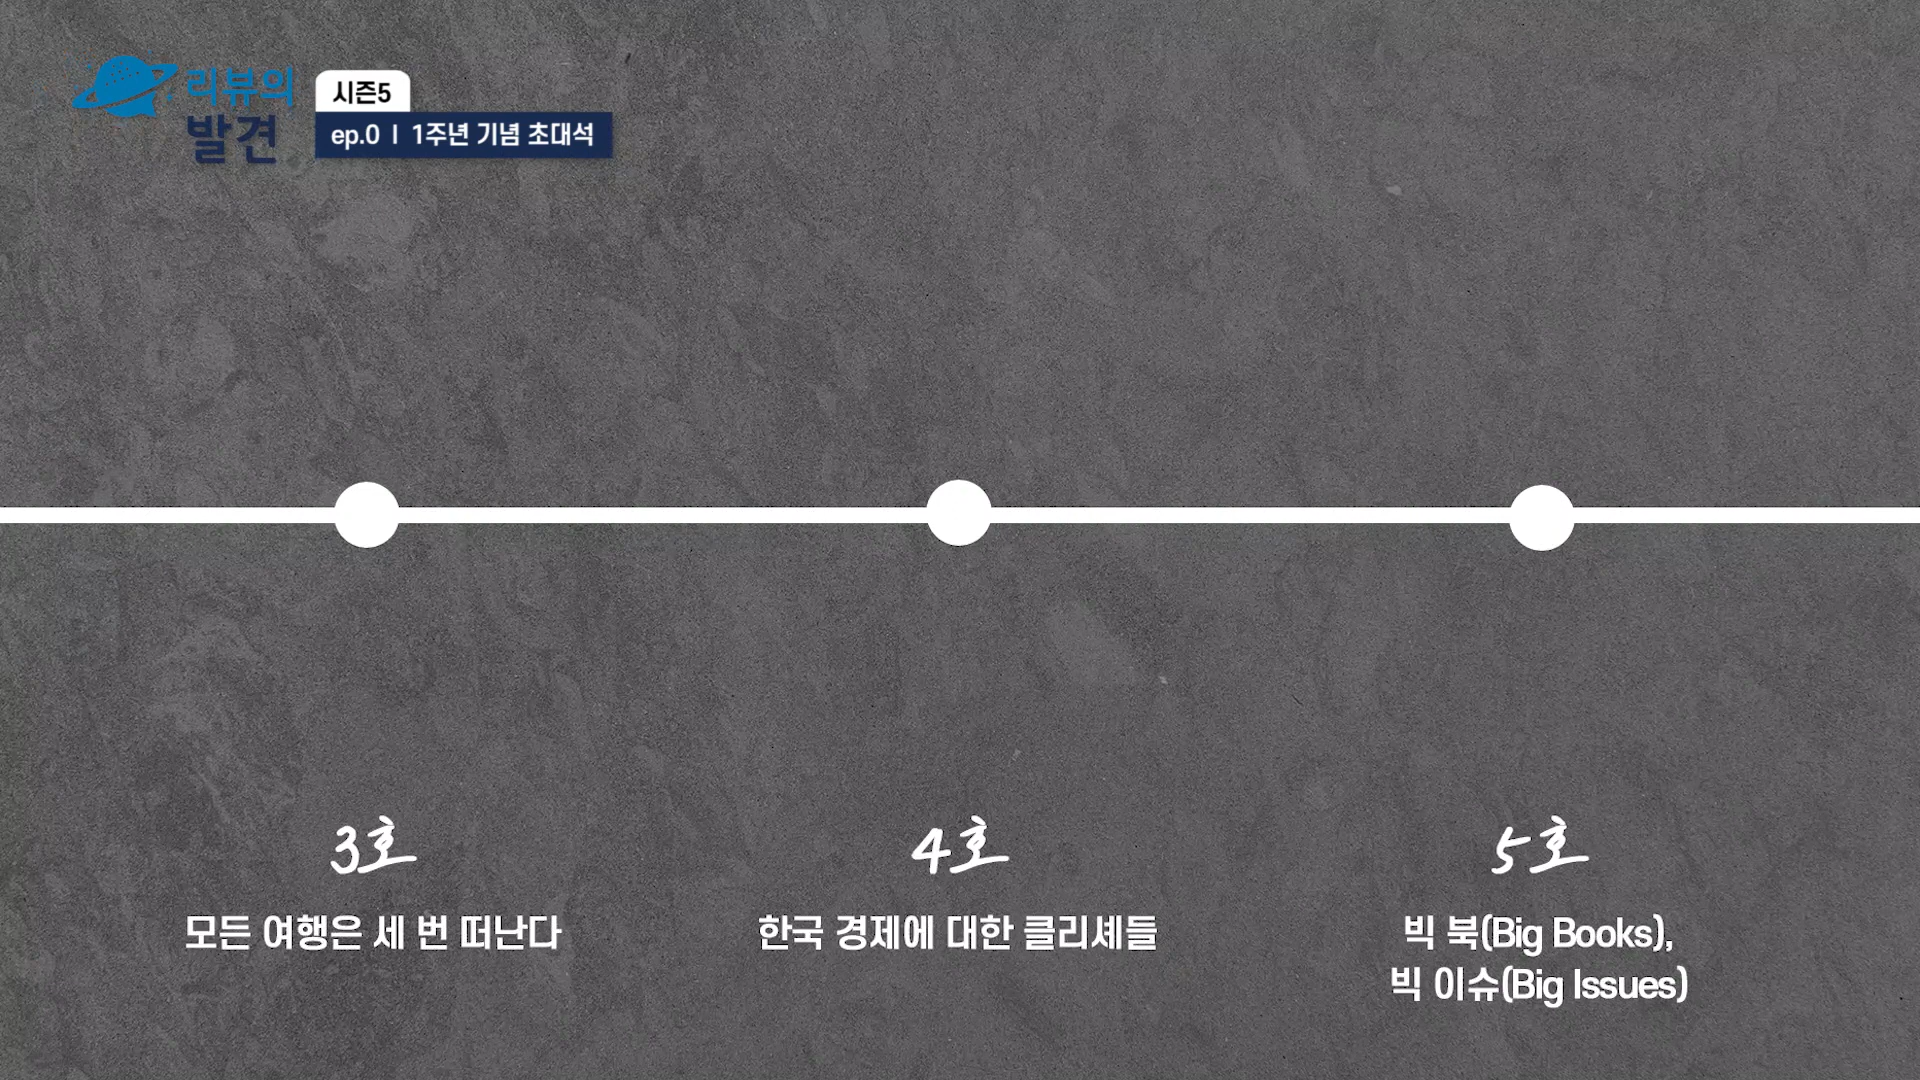 리뷰의
발견
시즌5
ep.0 I 1주년 기념 초대석
3호
모든 여행은 세 번 떠난다
4호
한국 경제에 대한 클리셰들
5호
빅 북(Big Books),
빅 이슈(Big Issues)